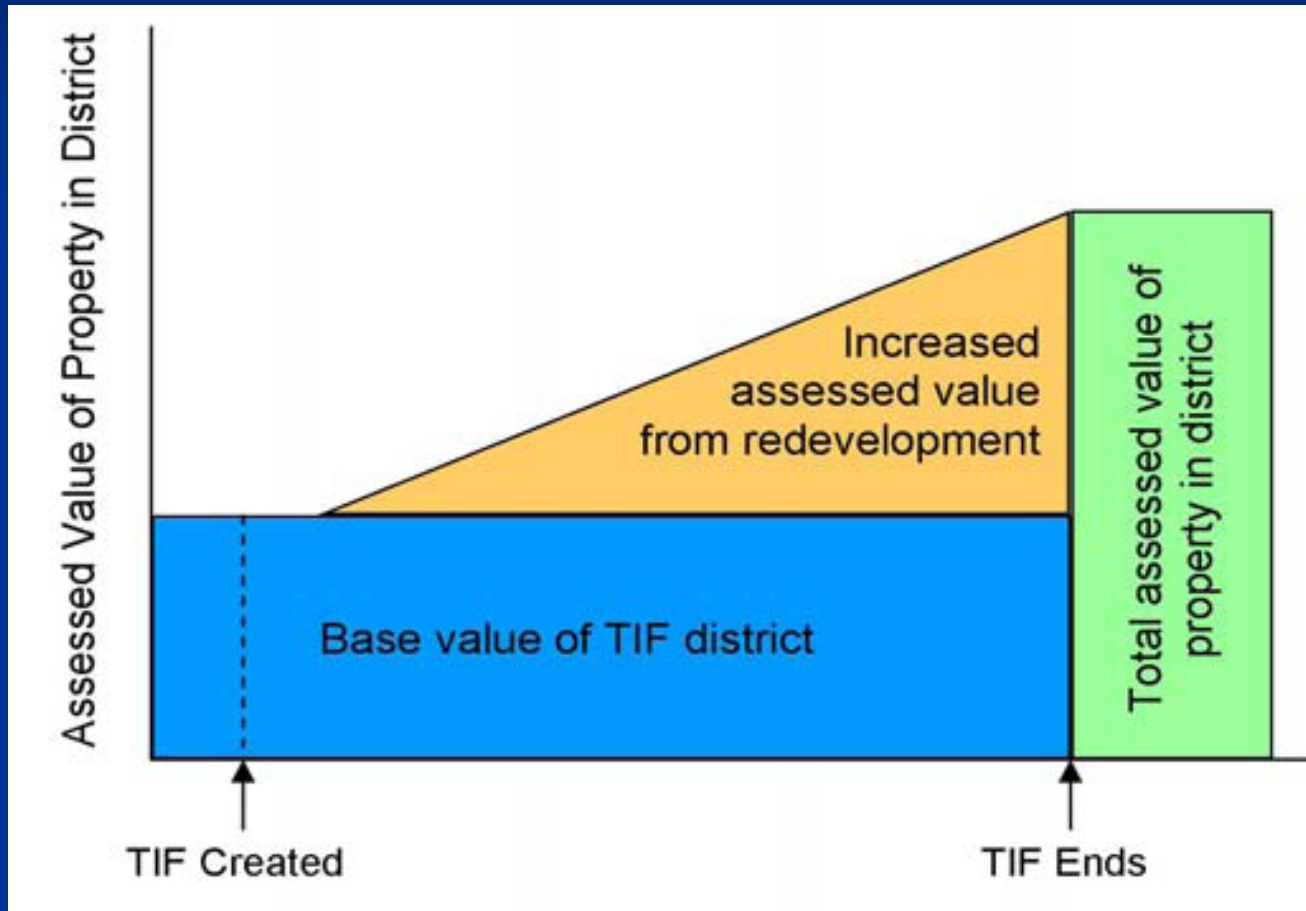 Assessed Value of Property in District
Increased
assessed value
from redevelopment
Base value of TIF district
Total assessed value of
property in district
TIF Created
TIF Ends